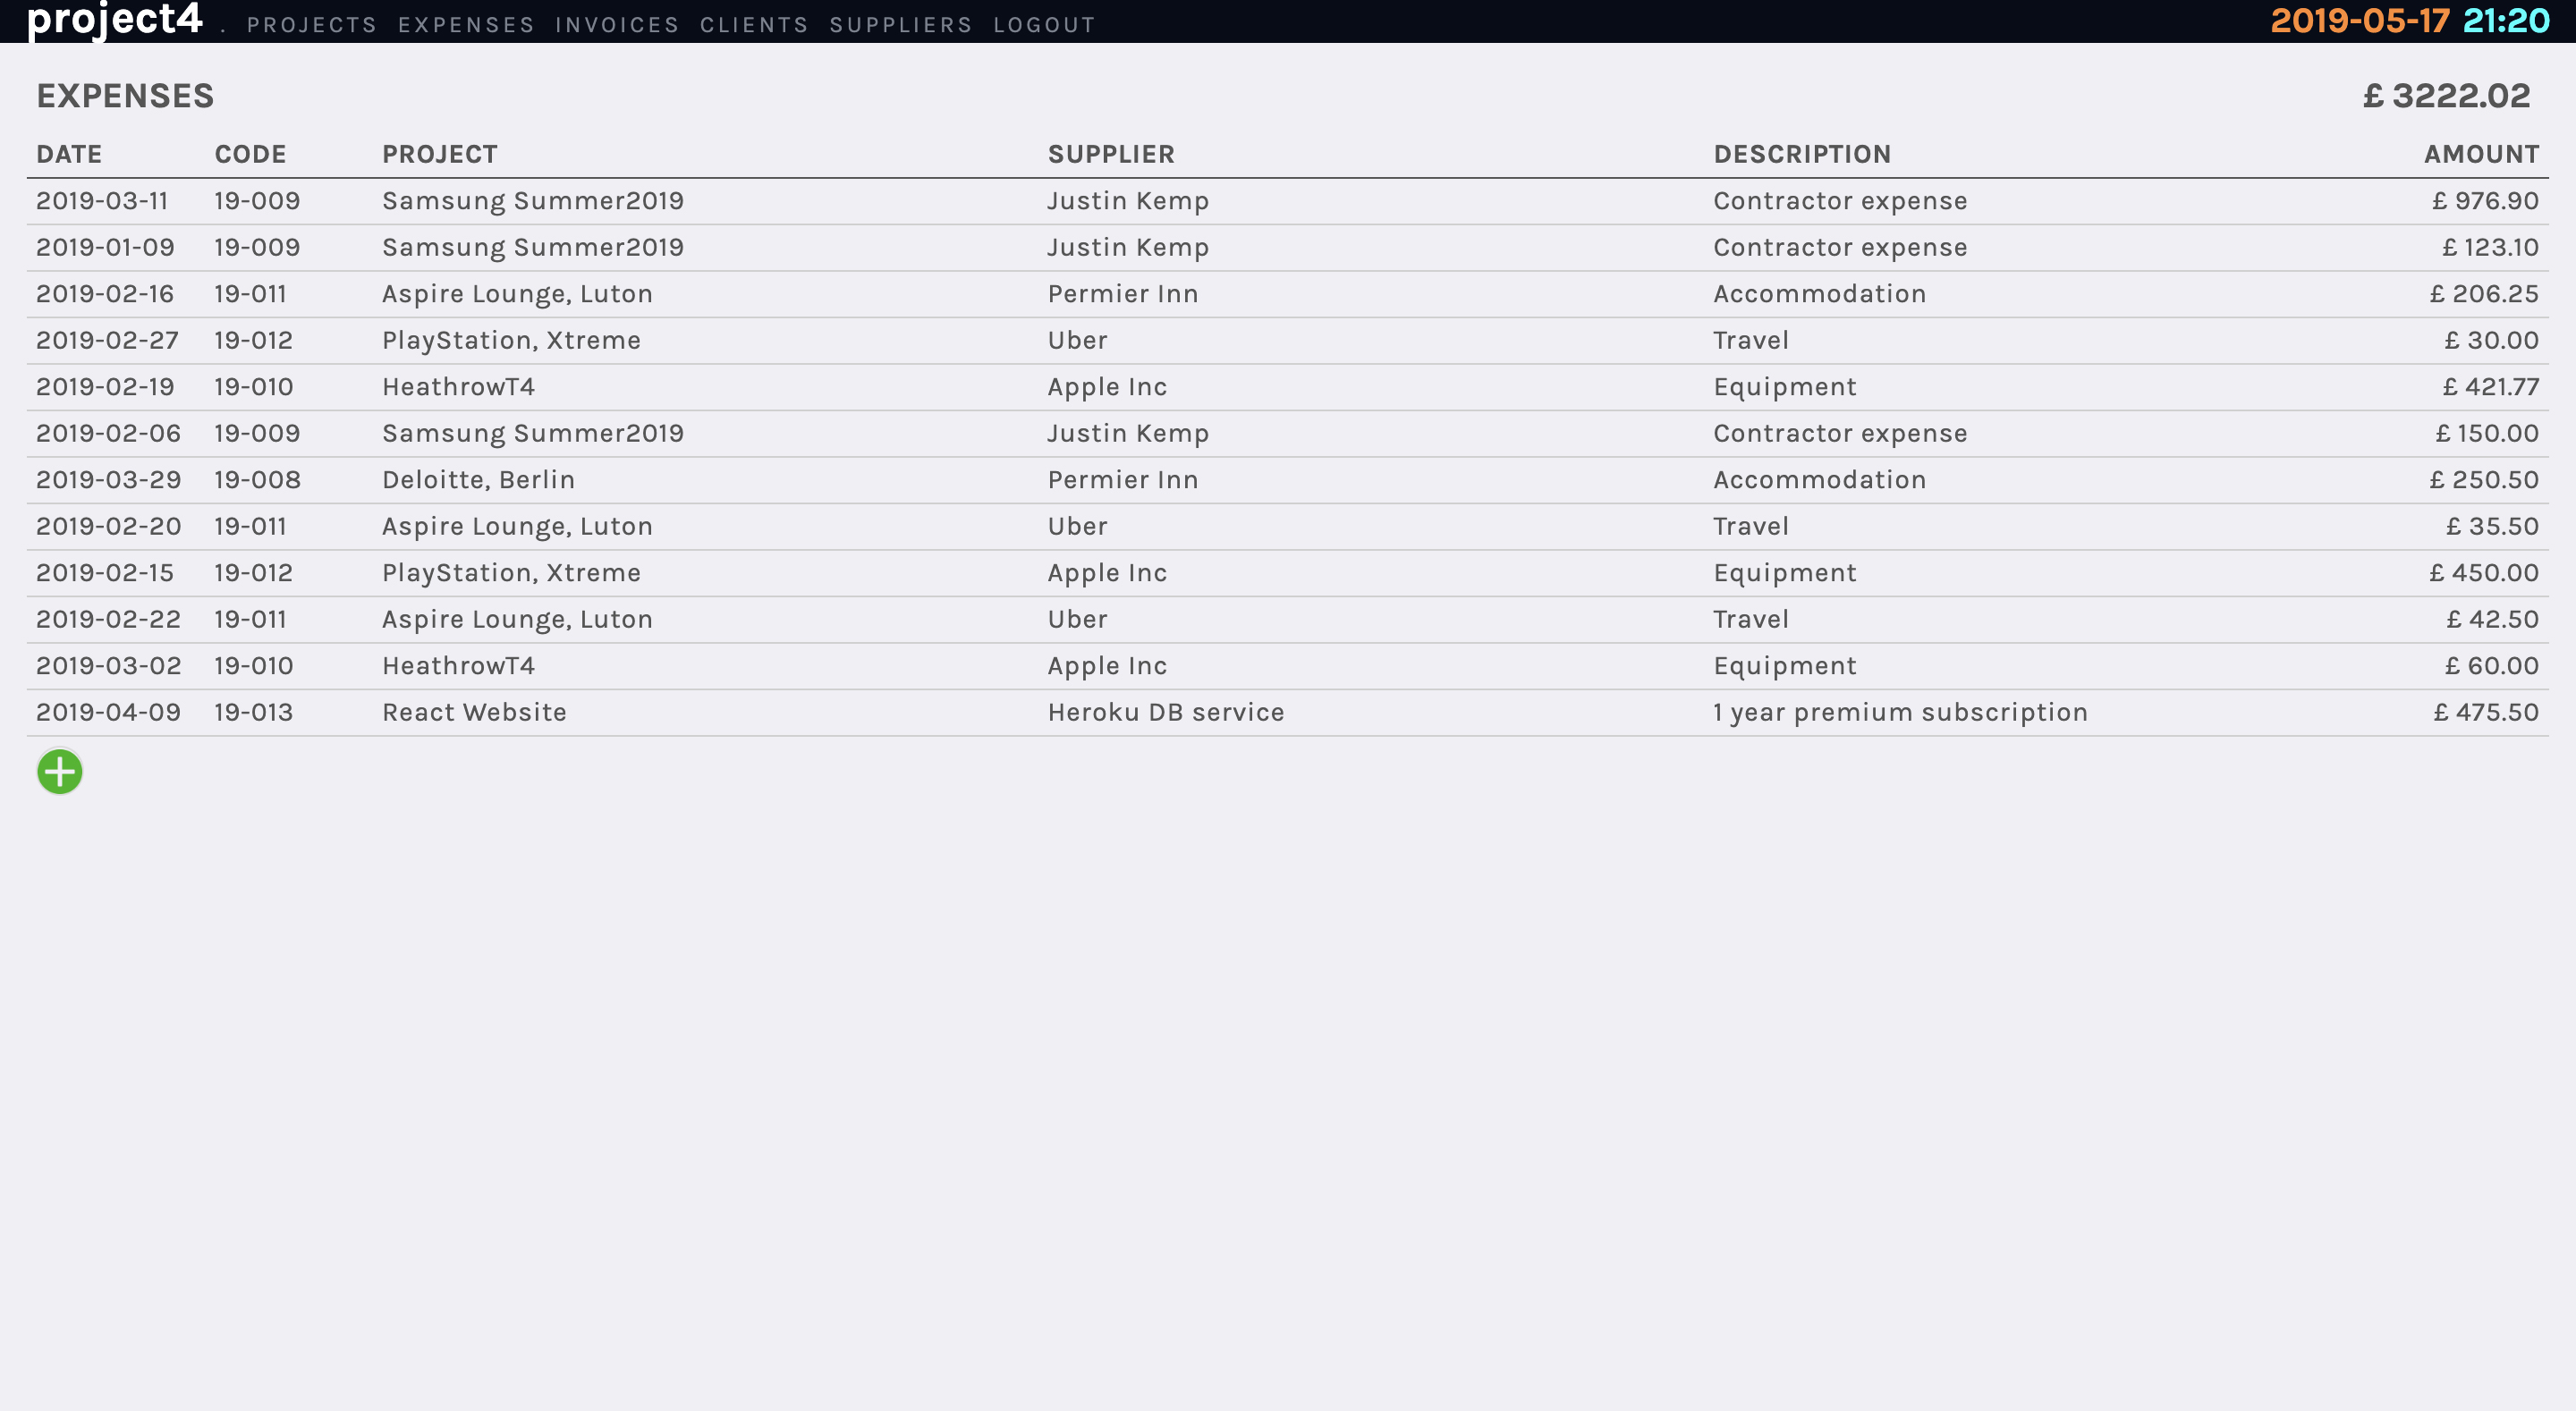 project4 . PROJECTS EXPENSES INVOICES CLIENTS SUPPLIERS LOGOUT 2019-05-17 21:20
EXPENSES £ 3222.02
DATE CODE PROJECT SUPPLIER DESCRIPTION AMOUNT
2019-03-11 19-009 Samsung Summer2019 Justin Kemp Contractor expense £ 976.90
2019-01-09 19-009 Samsung Summer2019 Justin Kemp Contractor expense £ 123.10
2019-02-16 19-011 Aspire Lounge, Luton Permier Inn Accommodation £ 206.25
2019-02-27 19-012 PlayStation, Xtreme Uber Travel £ 30.00
2019-02-19 19-010 HeathrowT4 Apple Inc Equipment £ 421.77
2019-02-06 19-009 Samsung Summer2019 Justin Kemp Contractor expense £ 150.00
2019-03-29 19-008 Deloitte, Berlin Permier Inn Accommodation £ 250.50
2019-02-20 19-011 Aspire Lounge, Luton Uber Travel £ 35.50
2019-02-15 19-012 PlayStation, Xtreme Apple Inc Equipment £ 450.00
2019-02-22 19-011 Aspire Lounge, Luton Uber Travel £ 42.50
2019-03-02 19-010 HeathrowT4 Apple Inc Equipment £ 60.00
2019-04-09 19-013 React Website Heroku DB service 1 year premium subscription £ 475.50